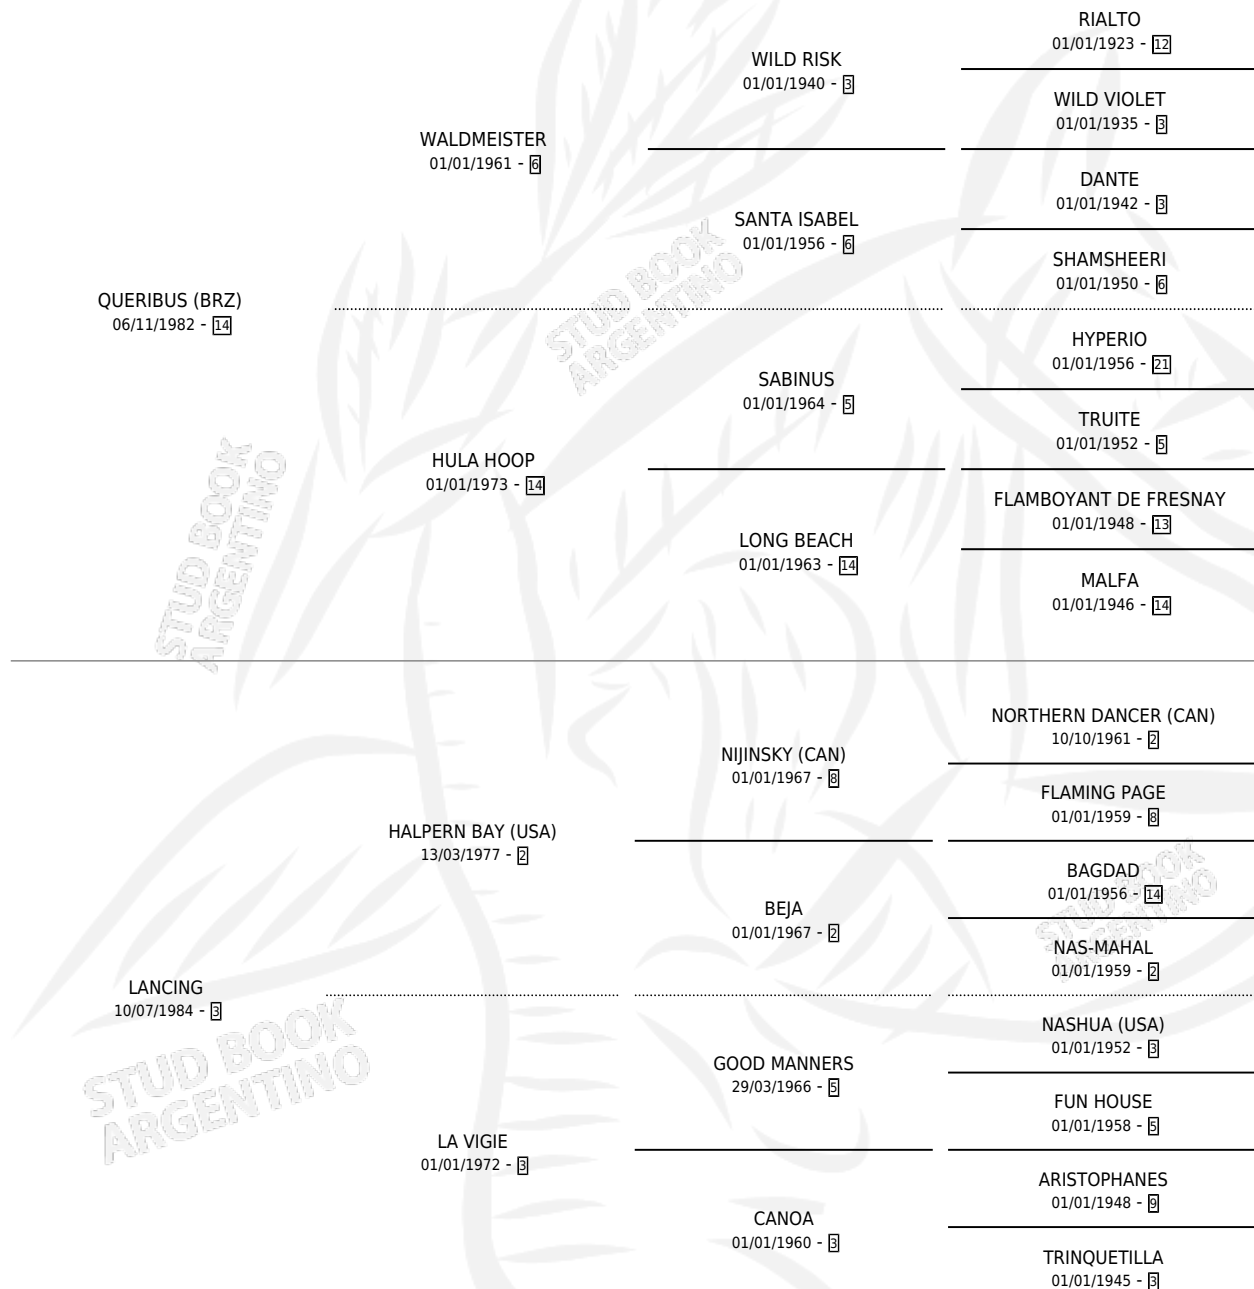 RIALTO
01/01/1923 - 12
WILD RISK
01/01/1940 - 3
WILD VIOLET
01/01/1935 - 3
WALDMEISTER
01/01/1961 - 6
DANTE
01/01/1942 - 3
SANTA ISABEL
01/01/1956 - 6
SHAMSHEERI
01/01/1950 - 6
QUERIBUS (BRZ)
06/11/1982 - 14
STUD BOOK
ARGENTINO
HYPERIO
01/01/1956 - 21
SABINUS
01/01/1964 - 5
TRUITE
01/01/1952 - 5
HULA HOOP
01/01/1973 - 14
FLAMBOYANT DE FRESNAY
01/01/1948 - 13
LONG BEACH
01/01/1963 - 14
MALFA
01/01/1946 - 14
STUD BOOK
ARGENTINO
NORTHERN DANCER (CAN)
10/10/1961 - 2
NIJINSKY (CAN)
01/01/1967 - 8
FLAMING PAGE
01/01/1959 - 8
HALPERN BAY (USA)
13/03/1977 - 2
BAGDAD
01/01/1956 - 14
BEJA
01/01/1967 - 2
STUD BOOK
ARGENTINO
NAS-MAHAL
01/01/1959 - 2
LANCING
10/07/1984 - 3
STUD BOOK
ARGENTINO
NASHUA (USA)
01/01/1952 - 3
GOOD MANNERS
29/03/1966 - 5
FUN HOUSE
01/01/1958 - 5
LA VIGIE
01/01/1972 - 3
ARISTOPHANES
01/01/1948 - 9
CANOA
01/01/1960 - 3
TRINQUETILLA
01/01/1945 - 3